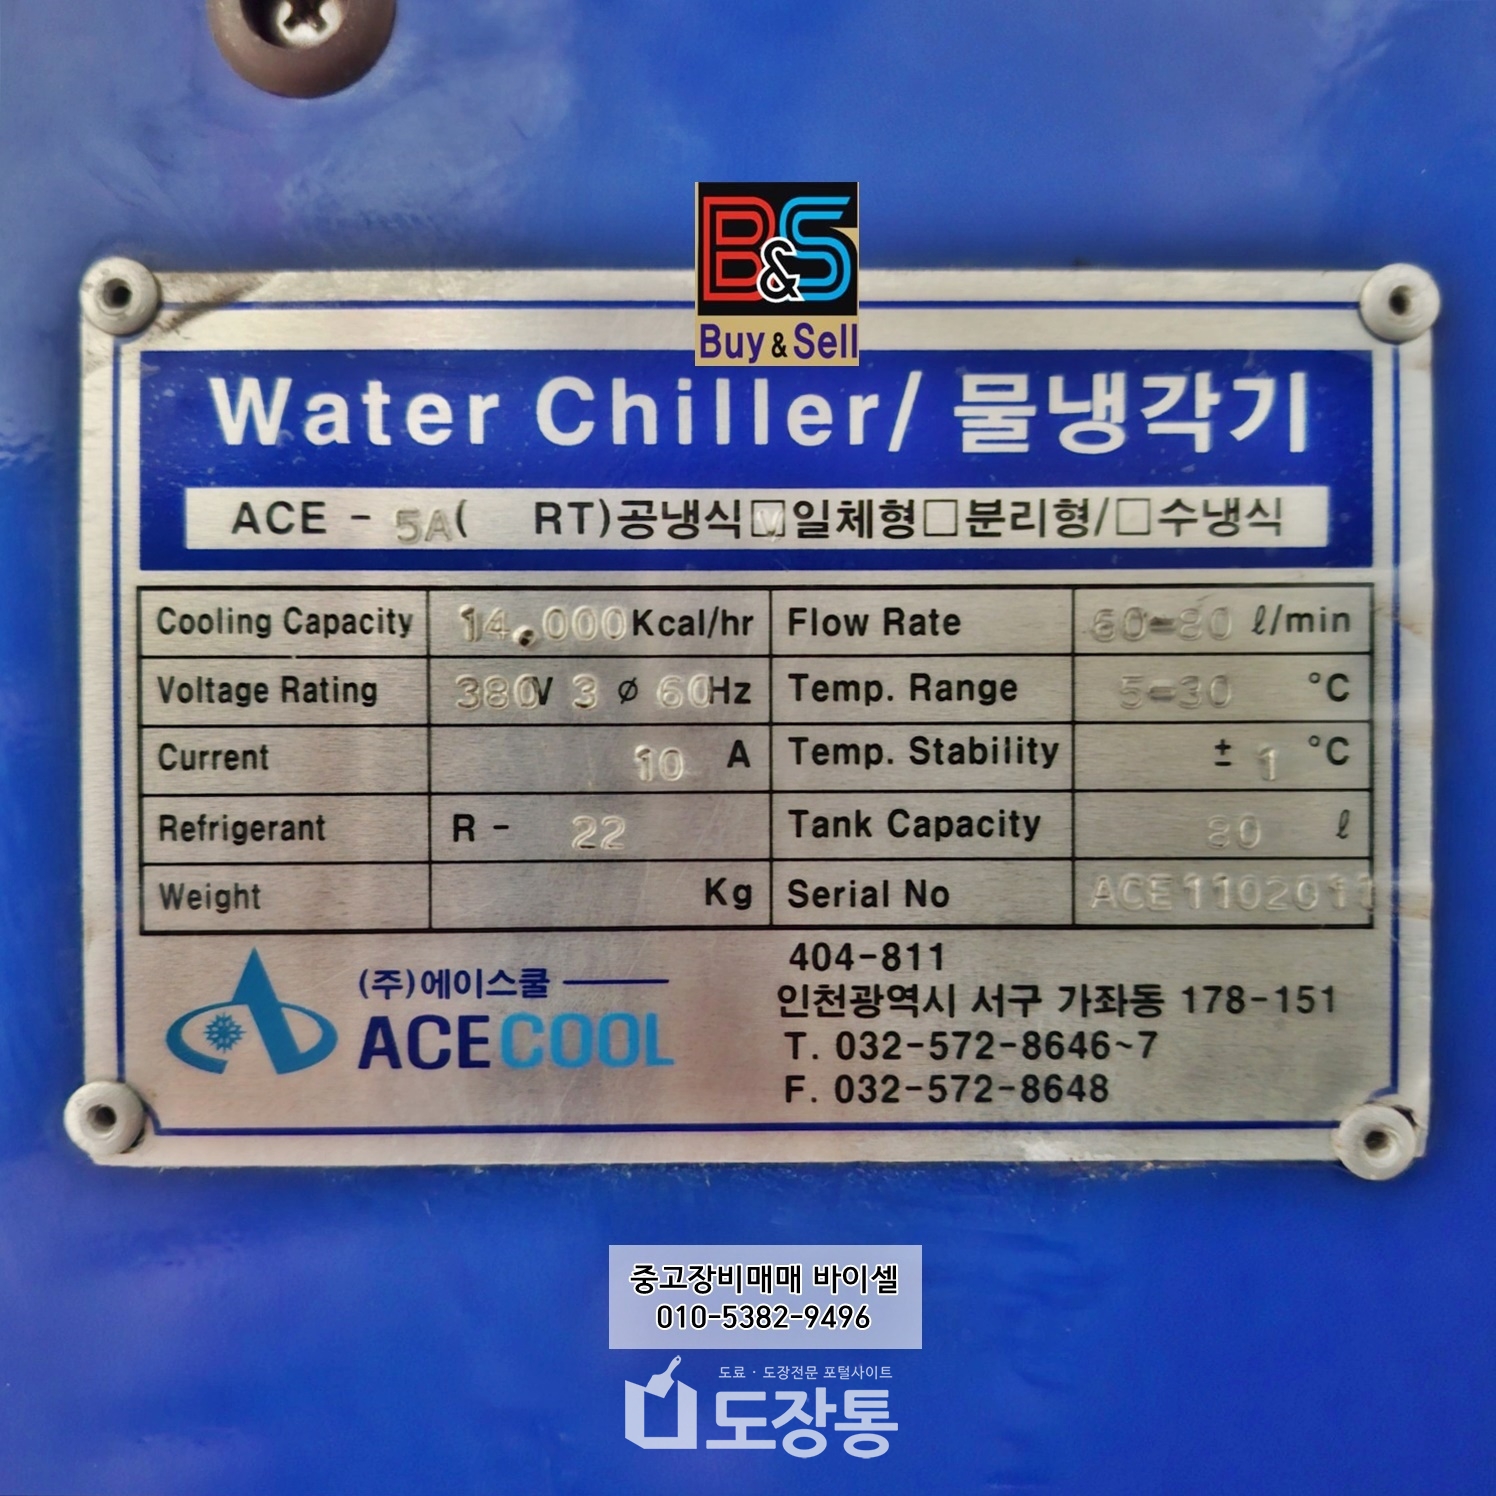 B&S
Buy & Sell
Water Chiller/ 물냉각기
ACE - 5A( RT)공냉식☑일체형□분리형/□수냉식
Cooling Capacity 14.000 Kcal/hr Flow Rate 60-80 ℓ/min
Voltage Rating 380V 3 ø 60Hz Temp. Range 5-30 °C
Current 10 A Temp. Stability ± 1 °C
Refrigerant R - 22 Tank Capacity 80 ℓ
Weight Kg Serial No ACE1102011
(주)에이스쿨
ACECOOL
404-811
인천광역시 서구 가좌동 178-151
T. 032-572-8646~7
F. 032-572-8648
중고장비매매 바이셀
010-5382-9496
도료 · 도장전문 포털사이트
도장통